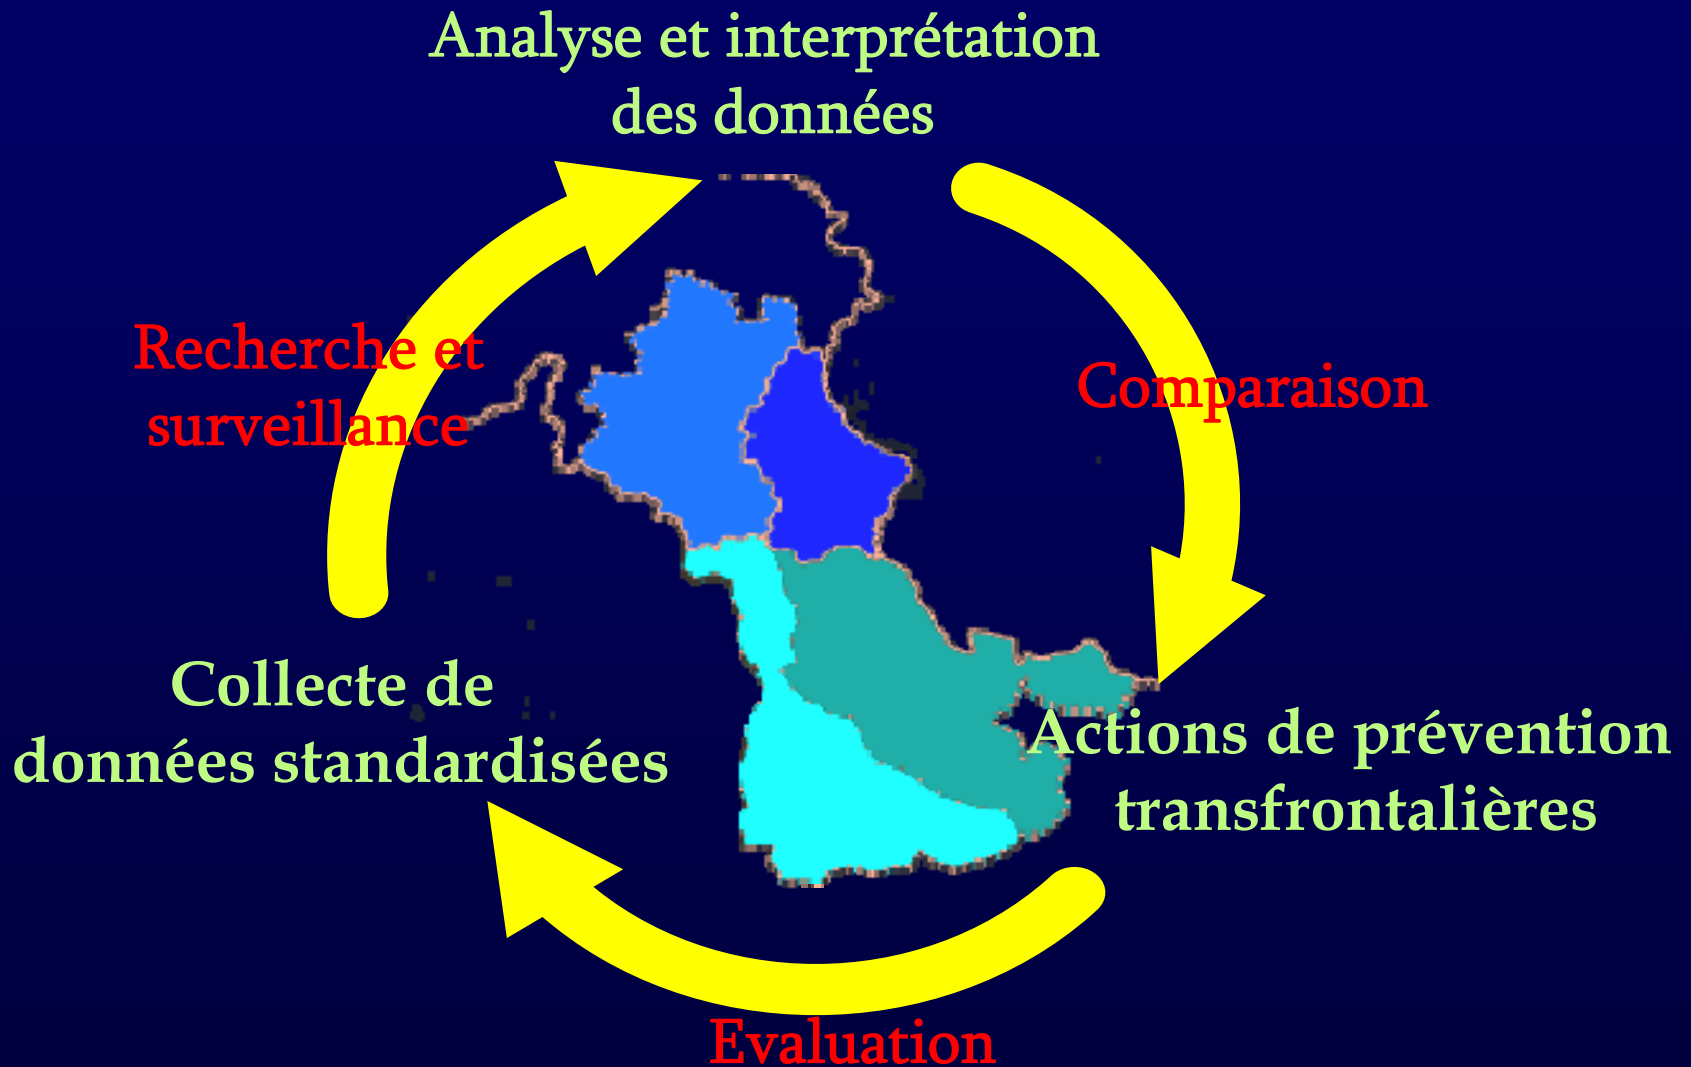 Analyse et interprétation
des données
Recherche et
surveillance
Comparaison
Collecte de
données standardisées
Actions de prévention
transfrontalières
Evaluation